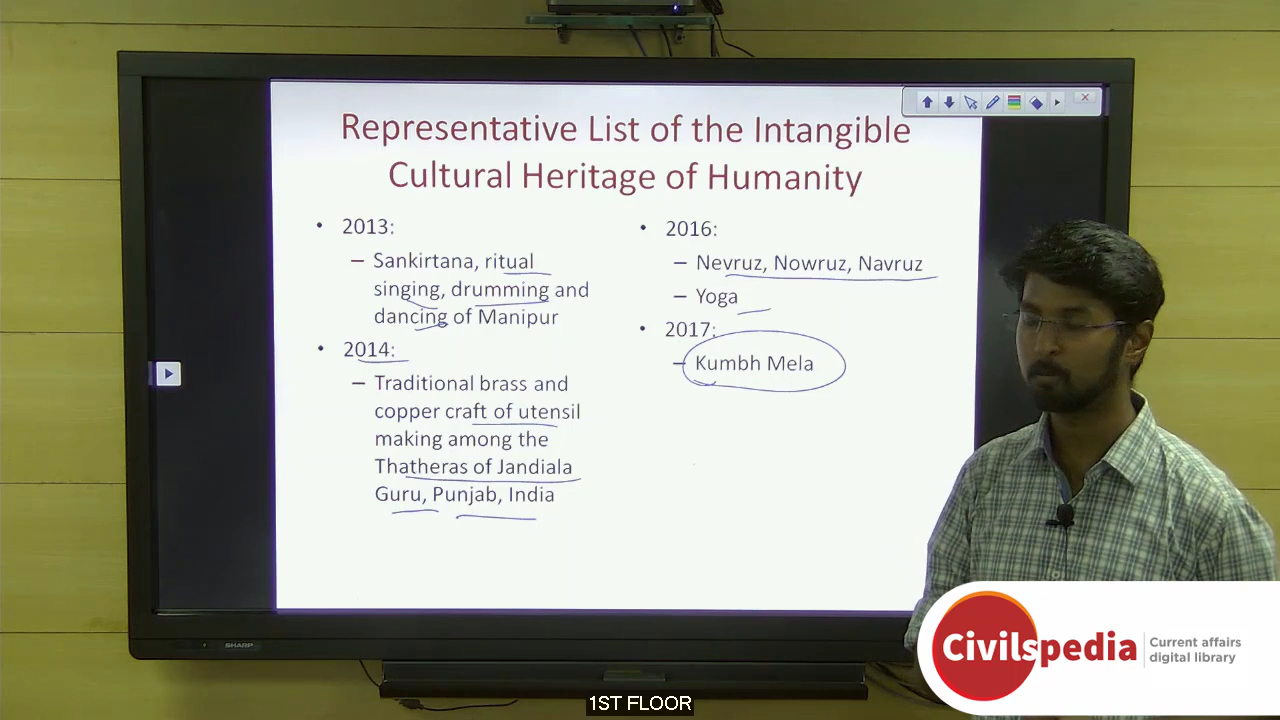 Representative List of the Intangible
Cultural Heritage of Humanity
• 2013:
– Sankirtana, ritual
singing, drumming and
dancing of Manipur
• 2014:
– Traditional brass and
copper craft of utensil
making among the
Thatheras of Jandiala
Guru, Punjab, India
• 2016:
– Nevruz, Nowruz, Navruz
– Yoga
• 2017:
– Kumbh Mela
SHARP
Civilspedia
Current affairs
digital library
1ST FLOOR